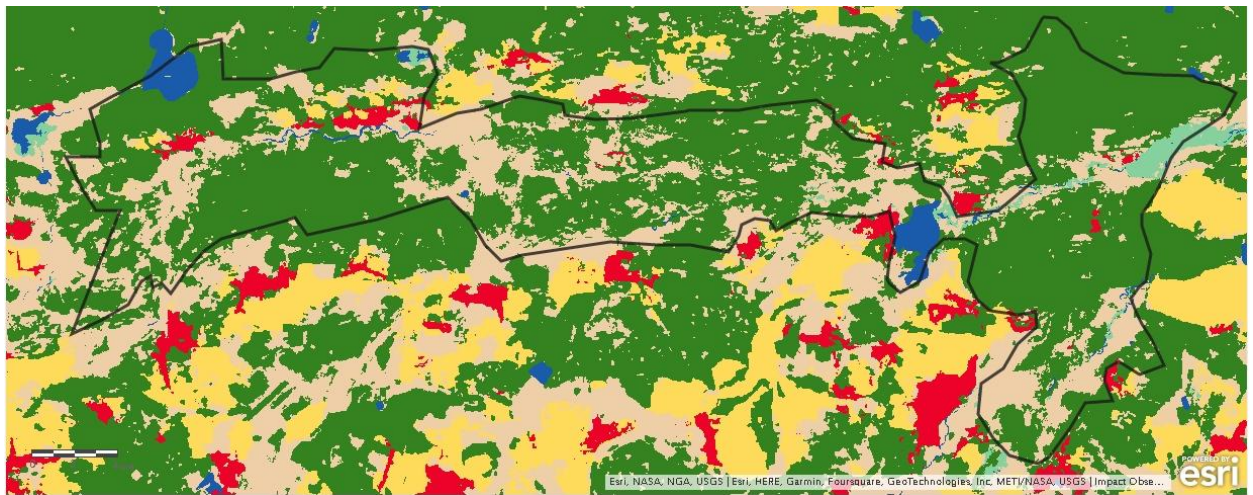 Esri, NASA, NGA, USGS | Esri, HERE, Garmin, Foursquare, GeoTechnologies, Inc, METI/NASA, USGS | Impact Obse...
POWERED BY
esri